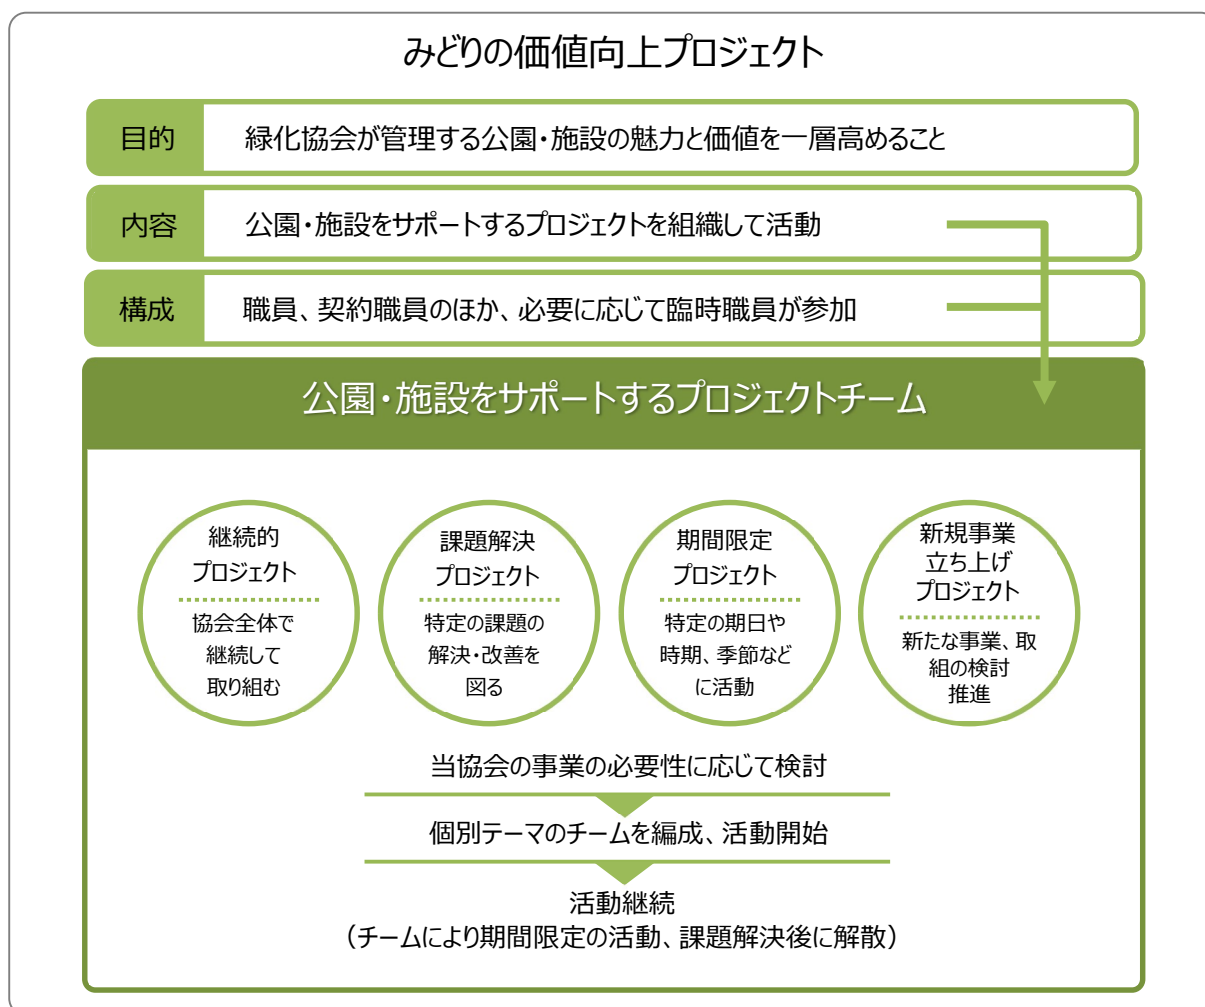 みどりの価値向上プロジェクト
目的
緑化協会が管理する公園・施設の魅力と価値を一層高めること
内容
公園・施設をサポートするプロジェクトを組織して活動
構成
職員、契約職員のほか、必要に応じて臨時職員が参加
公園・施設をサポートするプロジェクトチーム
継続的
プロジェクト
協会全体で
継続して
取り組む
課題解決
プロジェクト
特定の課題の
解決・改善を
図る
期間限定
プロジェクト
特定の期日や
時期、季節など
に活動
新規事業
立ち上げ
プロジェクト
新たな事業、取
組の検討
推進
当協会の事業の必要性に応じて検討
個別テーマのチームを編成、活動開始
活動継続
（チームにより期間限定の活動、課題解決後に解散）